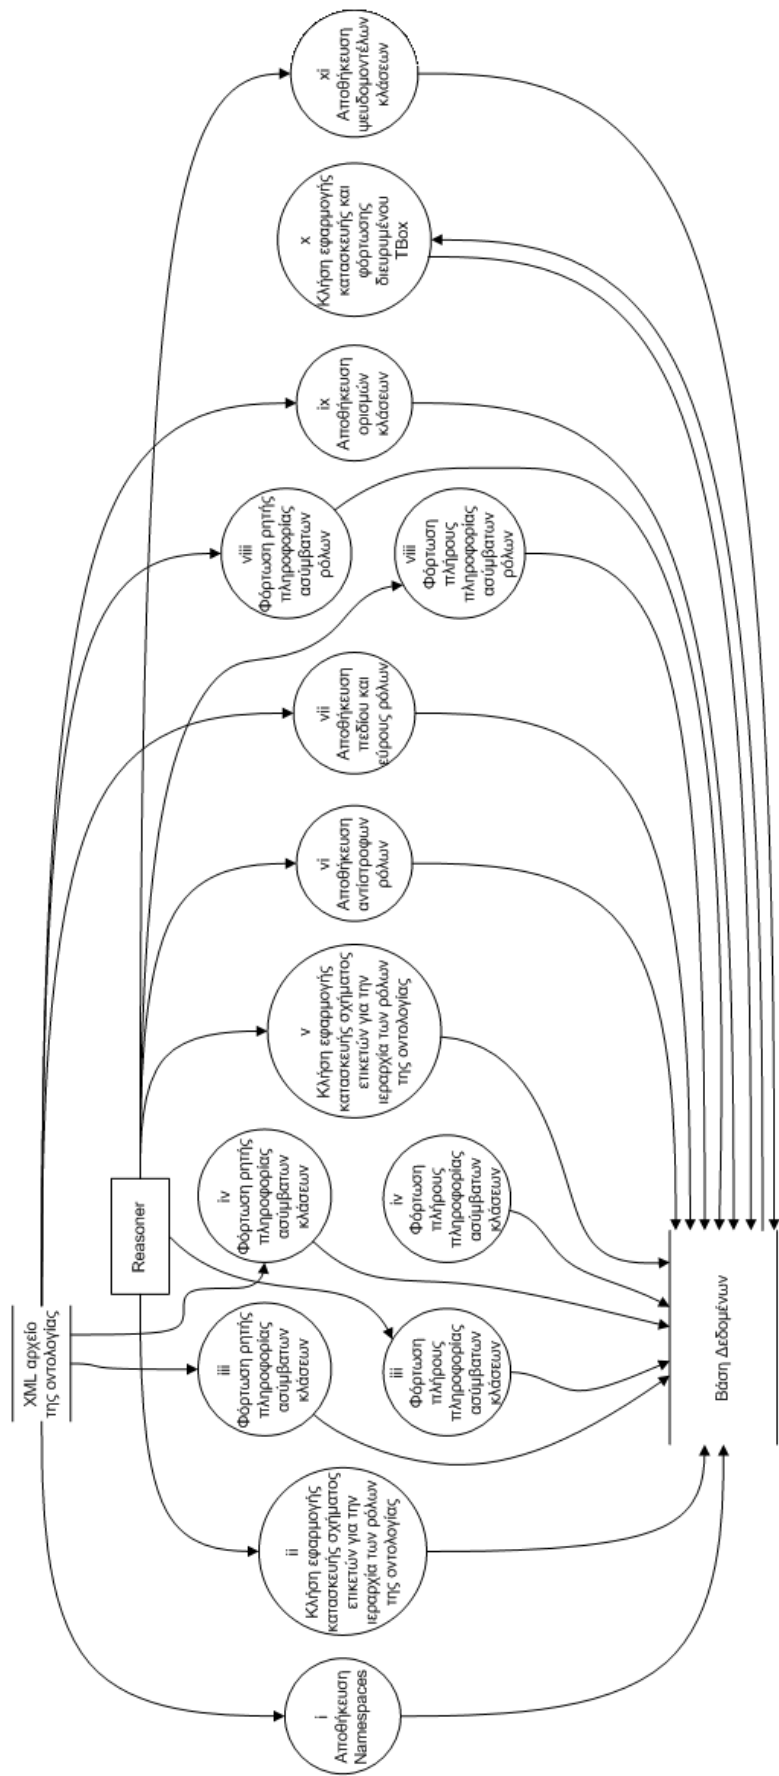 XML αρχείο
της οντολογίας
Reasoner
i
Αποθήκευση
Namespaces
ii
Κλήση εφαρμογής
κατασκευής σχήματος
ετικετών για την
ιεραρχία των ρόλων
της οντολογίας
iii
Φόρτωση ρητής
πληροφορίας
ασύμβατων
κλάσεων
iii
Φόρτωση
πλήρους
πληροφορίας
ασύμβατων
κλάσεων
iv
Φόρτωση ρητής
πληροφορίας
ασύμβατων
κλάσεων
iv
Φόρτωση
πλήρους
πληροφορίας
ασύμβατων
κλάσεων
v
Κλήση εφαρμογής
κατασκευής σχήματος
ετικετών για την
ιεραρχία των ρόλων
της οντολογίας
vi
Αποθήκευση
αντίστροφων
ρόλων
vii
Αποθήκευση
πεδίου και
εύρους ρόλων
viii
Φόρτωση ρητής
πληροφορίας
ασύμβατων
ρόλων
viii
Φόρτωση
πλήρους
πληροφορίας
ασύμβατων
ρόλων
ix
Αποθήκευση
ορισμών
κλάσεων
x
Κλήση εφαρμογής
κατασκευής και
φόρτωσης
διευρυμένου
TBox
xi
Αποθήκευση
ψευδομοντέλων
κλάσεων
Βάση Δεδομένων